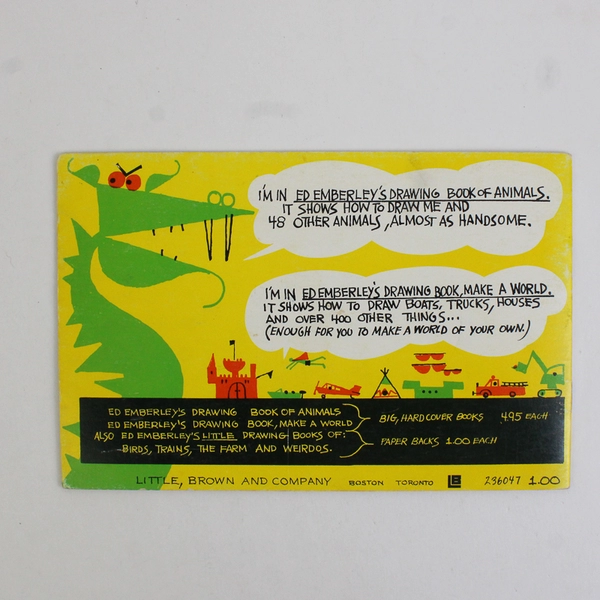 I'M IN ED EMBERLEY'S DRAWING BOOK OF ANIMALS.
IT SHOWS HOW TO DRAW ME AND
48 OTHER ANIMALS, ALMOST AS HANDSOME.
I'M IN ED EMBERLEY'S DRAWING BOOK, MAKE A WORLD.
IT SHOWS HOW TO DRAW BOATS, TRUCKS, HOUSES
AND OVER 400 OTHER THINGS...
(ENOUGH FOR YOU TO MAKE A WORLD OF YOUR OWN.)
ED EMBERLEY'S DRAWING BOOK OF ANIMALS
ED EMBERLEY'S DRAWING BOOK, MAKE A WORLD
BIG, HARD COVER BOOKS 4.95 EACH
ALSO ED EMBERLEY'S LITTLE DRAWING BOOKS OF:
BIRDS, TRAINS, THE FARM AND WEIRDOS.
PAPER BACKS 1.00 EACH
LITTLE, BROWN AND COMPANY BOSTON TORONTO LB 236047 1.00